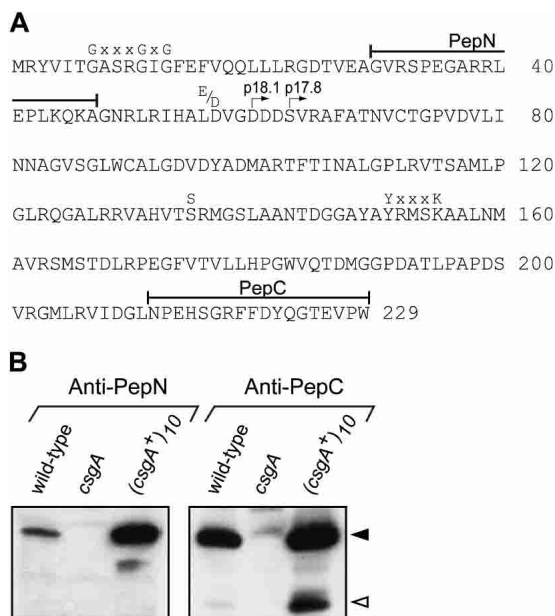 A
GxxxGxG
PepN
MRYVITGASRGIGFEFVQQLLLRGDTVEAGVRSPEGARRL 40
E/D p18.1 p17.8
EPLKQKAGNRLRIHALDVGDDDSVRAFATNVCTGPVDVLI 80
NNAGVSGLWCALGDVDYADMARTFTINALGPLRVTSAMLP 120
S YxxxK
GLRQGALRRVAHVTSRMGSLAANTDGGAYAYRMSKAALNM 160
AVRSMSTDLRPEGFVTVLLHPGWVQTDMGGPDATLPAPDS 200
PepC
VRGMLRVIDGLNPEHSGRFFDYQGTEVPW 229
B
Anti-PepN Anti-PepC
wild-type csgA (csgA+)10 wild-type csgA (csgA+)10